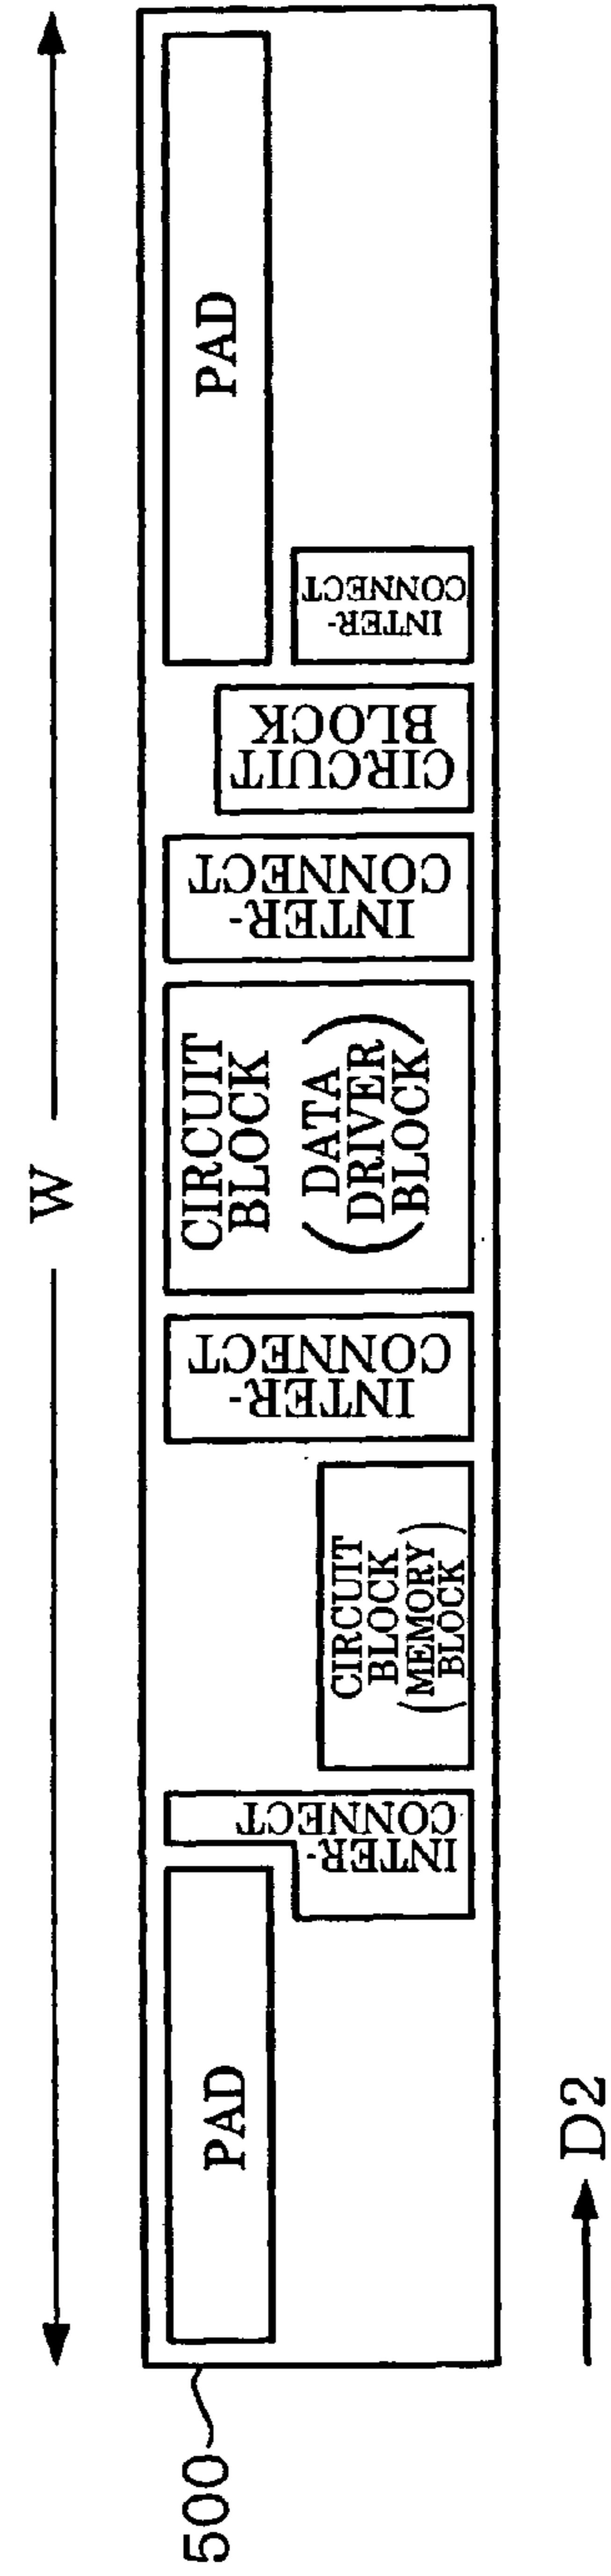 W
500
PAD
INTER-
CONNECT
CIRCUIT
BLOCK
(MEMORY
BLOCK)
INTER-
CONNECT
CIRCUIT
BLOCK
(DATA
DRIVER
BLOCK)
INTER-
CONNECT
CIRCUIT
BLOCK
INTER-
CONNECT
PAD
D2